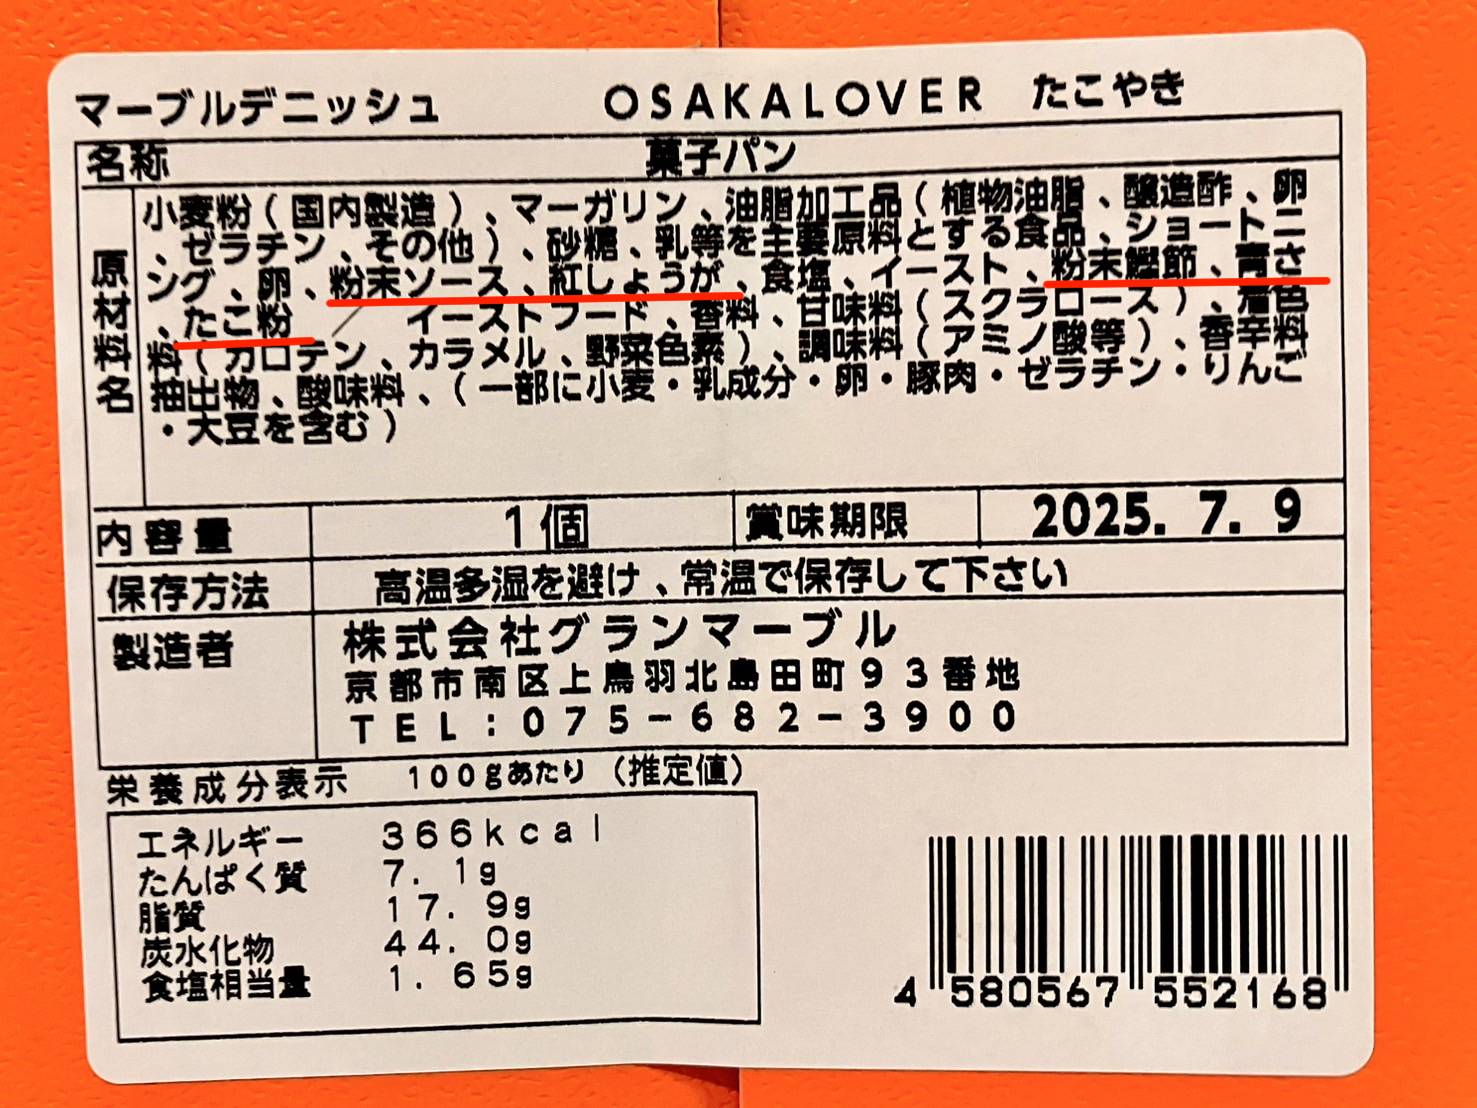 マーブルデニッシュ OSAKALOVER たこやき
名称 菓子パン
原材料名
小麦粉(国内製造)、マーガリン、油脂加工品(植物油脂、醸造酢、卵
、ゼラチン、その他)、砂糖、乳等を主要原料とする食品、ショートニ
ング、卵、粉末ソース、紅しょうが、食塩、イースト、粉末鰹節、青さ
、たこ粉/イーストフード、香料、甘味料(スクラロース)、着色
料(カロテン、カラメル、野菜色素)、調味料(アミノ酸等)、香辛料
抽出物、酸味料、(一部に小麦・乳成分・卵・豚肉・ゼラチン・りんご
・大豆を含む)
内容量 1個 賞味期限 2025. 7. 9
保存方法 高温多湿を避け、常温で保存して下さい
製造者 株式会社グランマーブル
京都市南区上鳥羽北島田町93番地
TEL:075-682-3900
栄養成分表示 100gあたり (推定値)
エネルギー 366kcal
たんぱく質 7.1g
脂質 17.9g
炭水化物 44.0g
食塩相当量 1.65g
4 580567 552168